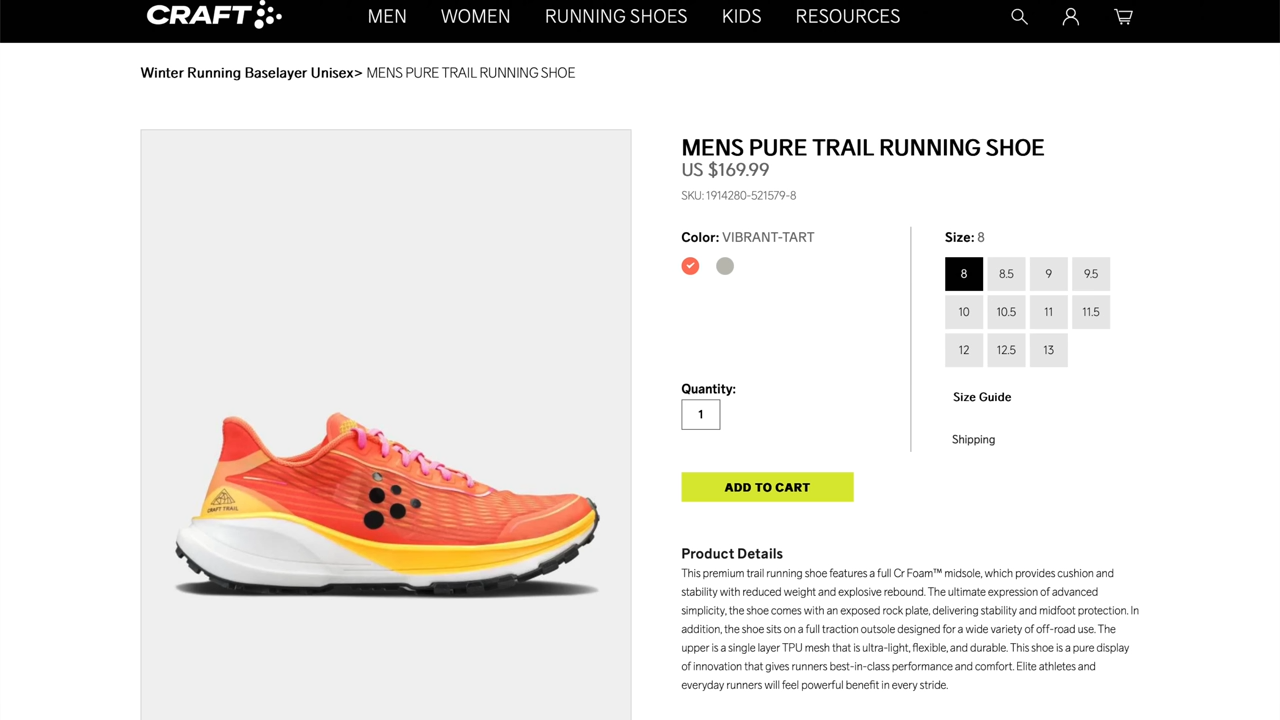 CRAFT
MEN WOMEN RUNNING SHOES KIDS RESOURCES
Winter Running Baselayer Unisex> MENS PURE TRAIL RUNNING SHOE
MENS PURE TRAIL RUNNING SHOE
US $169.99
SKU: 1914280-521579-8
Color: VIBRANT-TART
Size: 8
8 8.5 9 9.5
10 10.5 11 11.5
12 12.5 13
Quantity:
1
Size Guide
Shipping
ADD TO CART
CRAFT TRAIL
Product Details
This premium trail running shoe features a full Cr Foam™ midsole, which provides cushion and
stability with reduced weight and explosive rebound. The ultimate expression of advanced
simplicity, the shoe comes with an exposed rock plate, delivering stability and midfoot protection. In
addition, the shoe sits on a full traction outsole designed for a wide variety of off-road use. The
upper is a single layer TPU mesh that is ultra-light, flexible, and durable. This shoe is a pure display
of innovation that gives runners best-in-class performance and comfort. Elite athletes and
everyday runners will feel powerful benefit in every stride.